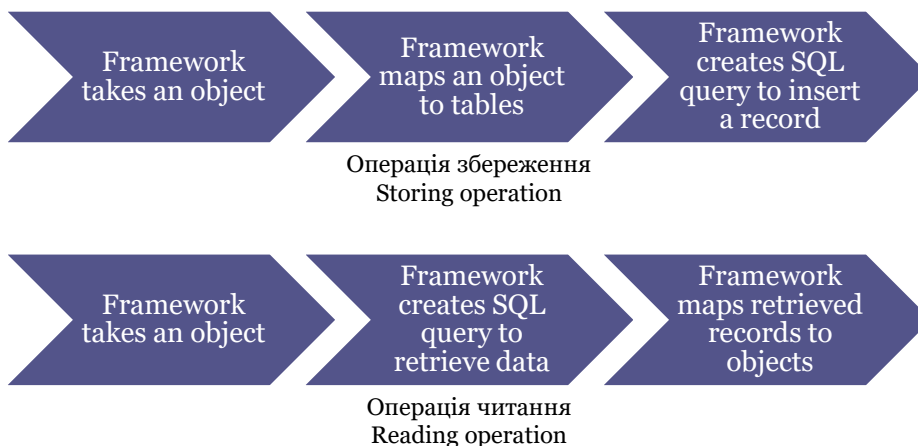 Framework
takes an object
Framework
maps an object
to tables
Framework
creates SQL
query to insert
a record
Операція збереження
Storing operation
Framework
takes an object
Framework
creates SQL
query to
retrieve data
Framework
maps retrieved
records to
objects
Операція читання
Reading operation